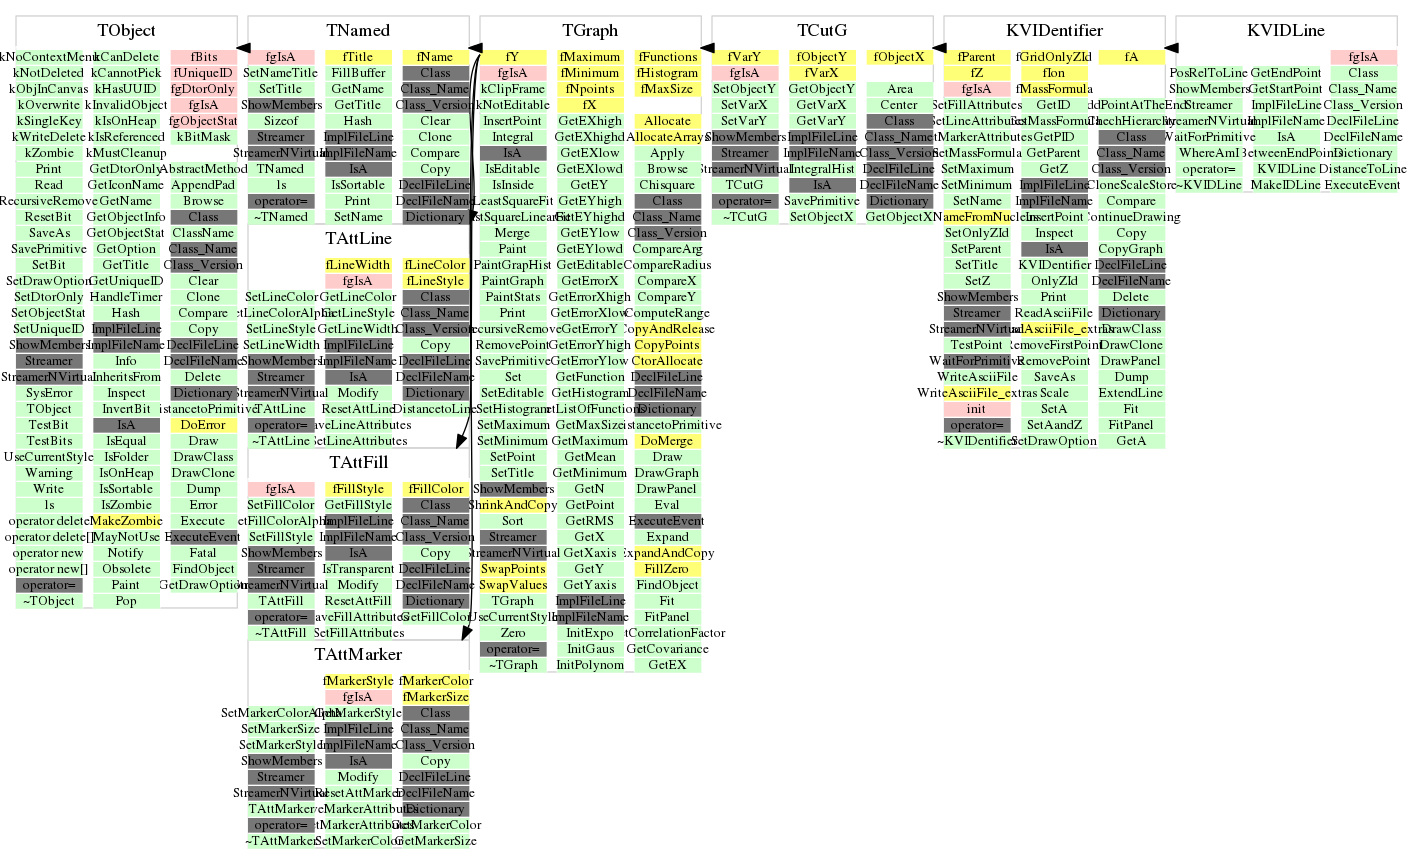 TObject
kNoContextMenu kCanDelete fBits
kNotDeleted kCannotPick fUniqueID
kObjInCanvas kHasUUID fgDtorOnly
kOverwrite kInvalidObject fgIsA
kSingleKey kIsOnHeap fgObjectStat
kWriteDelete kIsReferenced kBitMask
kZombie kMustCleanup
Print GetDtorOnly AbstractMethod
Read GetIconName AppendPad
RecursiveRemove GetName Browse
ResetBit GetObjectInfo Class
SaveAs GetObjectStat ClassName
SavePrimitive GetOption Class_Name
SetBit GetTitle Class_Version
SetDrawOption GetUniqueID Clear
SetDtorOnly HandleTimer Clone
SetObjectStat Hash Compare
SetUniqueID ImplFileLine Copy
ShowMembers ImplFileName DeclFileLine
Streamer Info DeclFileName
StreamerNVirtual InheritsFrom Delete
SysError Inspect Dictionary
TObject InvertBit DistancetoPrimitive
TestBit IsA DoError
TestBits IsEqual Draw
UseCurrentStyle IsFolder DrawClass
Warning IsOnHeap DrawClone
Write IsSortable Dump
ls IsZombie Error
operator delete MakeZombie Execute
operator delete[] MayNotUse ExecuteEvent
operator new Notify Fatal
operator new[] Obsolete FindObject
operator= Paint GetDrawOption
~TObject Pop
TNamed
fgIsA fTitle fName
SetNameTitle FillBuffer Class
SetTitle GetName Class_Name
ShowMembers GetTitle Class_Version
Sizeof Hash Clear
Streamer ImplFileLine Clone
StreamerNVirtual ImplFileName Compare
TNamed IsA Copy
ls IsSortable DeclFileLine
operator= Print DeclFileName
~TNamed SetName Dictionary
TAttLine
fLineWidth fLineColor
fgIsA fLineStyle
SetLineColor GetLineColor Class
SetLineColorAlpha GetLineStyle Class_Name
SetLineStyle GetLineWidth Class_Version
SetLineWidth ImplFileLine Copy
ShowMembers ImplFileName DeclFileLine
Streamer IsA DeclFileName
StreamerNVirtual Modify Dictionary
TAttLine ResetAttLine DistancetoLine
operator= SaveLineAttributes
~TAttLine SetLineAttributes
TAttFill
fgIsA fFillStyle fFillColor
SetFillColor GetFillStyle Class
SetFillColorAlpha ImplFileLine Class_Name
SetFillStyle ImplFileName Class_Version
ShowMembers IsA Copy
Streamer IsTransparent DeclFileLine
StreamerNVirtual Modify DeclFileName
TAttFill ResetAttFill Dictionary
operator= SaveFillAttributes GetFillColor
~TAttFill SetFillAttributes
TAttMarker
fMarkerStyle fMarkerColor
fgIsA fMarkerSize
SetMarkerColorAlpha GetMarkerStyle Class
SetMarkerSize ImplFileLine Class_Name
SetMarkerStyle ImplFileName Class_Version
ShowMembers IsA Copy
Streamer Modify DeclFileLine
StreamerNVirtual ResetAttMarker DeclFileName
TAttMarker SaveMarkerAttributes Dictionary
operator= SetMarkerAttributes GetMarkerColor
~TAttMarker SetMarkerColor GetMarkerSize
TGraph
fY fMaximum fFunctions
fgIsA fMinimum fHistogram
kClipFrame fNpoints fMaxSize
kNotEditable fX
InsertPoint GetEXhigh Allocate
Integral GetEXhighd AllocateArrays
IsA GetEXlow Apply
IsEditable GetEXlowd Browse
IsInside GetEY Chisquare
LeastSquareFit GetEYhigh Class
LeastSquareLinearFit GetEYhighd Class_Name
Merge GetEYlow Class_Version
Paint GetEYlowd CompareArg
PaintGrapHist GetEditable CompareRadius
PaintGraph GetErrorX CompareX
PaintStats GetErrorXhigh CompareY
Print GetErrorXlow ComputeRange
RecursiveRemove GetErrorY CopyAndRelease
RemovePoint GetErrorYhigh CopyPoints
SavePrimitive GetErrorYlow CtorAllocate
Set GetFunction DeclFileLine
SetEditable GetHistogram DeclFileName
SetHistogram GetListOfFunctions Dictionary
SetMaximum GetMaxSize DistancetoPrimitive
SetMinimum GetMaximum DoMerge
SetPoint GetMean Draw
SetTitle GetMinimum DrawGraph
ShowMembers GetN DrawPanel
ShrinkAndCopy GetPoint Eval
Sort GetRMS ExecuteEvent
Streamer GetX Expand
StreamerNVirtual GetXaxis ExpandAndCopy
SwapPoints GetY FillZero
SwapValues GetYaxis FindObject
TGraph ImplFileLine Fit
UseCurrentStyle ImplFileName FitPanel
Zero InitExpo GetCorrelationFactor
operator= InitGaus GetCovariance
~TGraph InitPolynom GetEX
TCutG
fVarY fObjectY fObjectX
fgIsA fVarX
SetObjectY GetObjectY Area
SetVarX GetVarX Center
SetVarY GetVarY Class
ShowMembers ImplFileLine Class_Name
Streamer ImplFileName Class_Version
StreamerNVirtual IntegralHist DeclFileLine
TCutG IsA DeclFileName
operator= SavePrimitive Dictionary
~TCutG SetObjectX GetObjectX
KVIDentifier
fParent fGridOnlyZId fA
fZ fIon
fgIsA fMassFormula
SetFillAttributes GetID AddPointAtTheEnd
SetLineAttributes GetMassFormula CheechHierarchy
SetMarkerAttributes GetPID Class
SetMassFormula GetParent Class_Name
SetMaximum GetZ Class_Version
SetMinimum ImplFileLine CloneScaleStore
SetName ImplFileName Compare
SetNameFromNucleus InsertPoint ContinueDrawing
SetOnlyZId Inspect Copy
SetParent IsA CopyGraph
SetTitle KVIDentifier DeclFileLine
SetZ OnlyZId DeclFileName
ShowMembers Print Delete
Streamer ReadAsciiFile Dictionary
StreamerNVirtual ReadAsciiFile_extras DrawClass
TestPoint RemoveFirstPoint DrawClone
WaitForPrimitive RemovePoint DrawPanel
WriteAsciiFile SaveAs Dump
WriteAsciiFile_extras Scale ExtendLine
init SetA Fit
operator= SetAandZ FitPanel
~KVIDentifier SetDrawOption GetA
KVIDLine
fgIsA
PosRelToLine GetEndPoint Class
ShowMembers GetStartPoint Class_Name
Streamer ImplFileLine Class_Version
StreamerNVirtual ImplFileName DeclFileLine
WaitForPrimitive IsA DeclFileName
WhereAmI IsBetweenEndPoints Dictionary
operator= KVIDLine DistanceToLine
~KVIDLine MakeIDLine ExecuteEvent